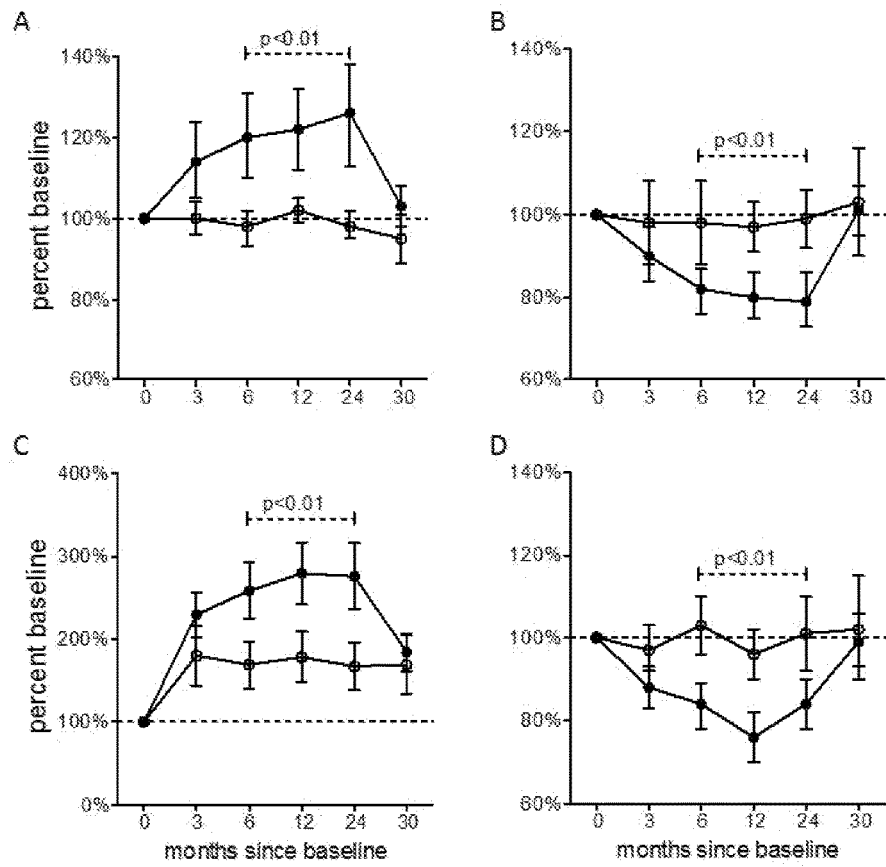 A
p<0.01
140%
120%
100%
80%
60%
percent baseline
0 3 6 12 24 30
B
p<0.01
140%
120%
100%
80%
60%
0 3 6 12 24 30
C
p<0.01
400%
300%
200%
100%
0%
percent baseline
0 3 6 12 24 30
months since baseline
D
p<0.01
140%
120%
100%
80%
60%
0 3 6 12 24 30
months since baseline